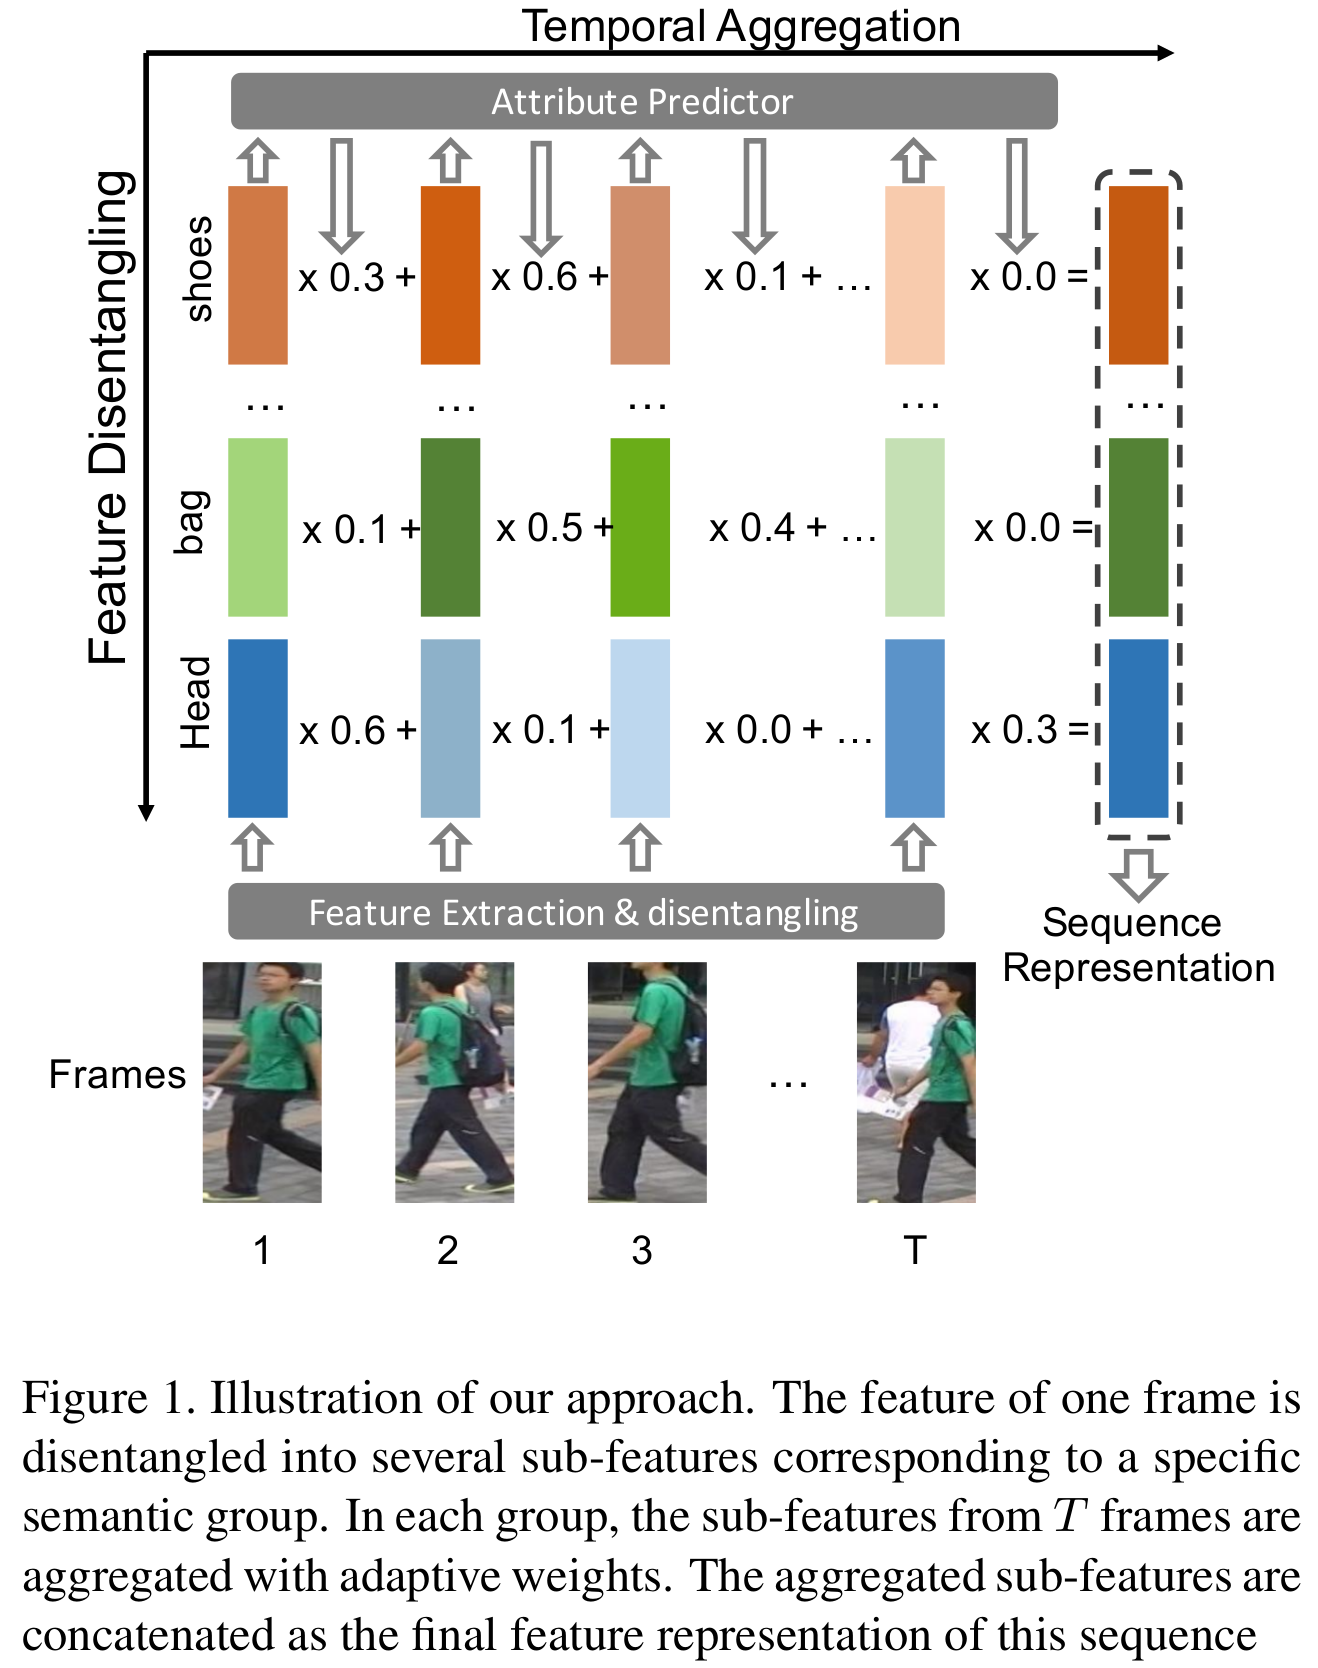 Temporal Aggregation
Attribute Predictor
Feature Disentangling
shoes
x 0.3 + x 0.6 + x 0.1 + ... x 0.0 =
... ... ... ... ...
bag
x 0.1 + x 0.5 + x 0.4 + ... x 0.0 =
Head
x 0.6 + x 0.1 + x 0.0 + ... x 0.3 =
Feature Extraction & disentangling
Sequence
Representation
Frames
...
1 2 3 T
Figure 1. Illustration of our approach. The feature of one frame is
disentangled into several sub-features corresponding to a specific
semantic group. In each group, the sub-features from T frames are
aggregated with adaptive weights. The aggregated sub-features are
concatenated as the final feature representation of this sequence